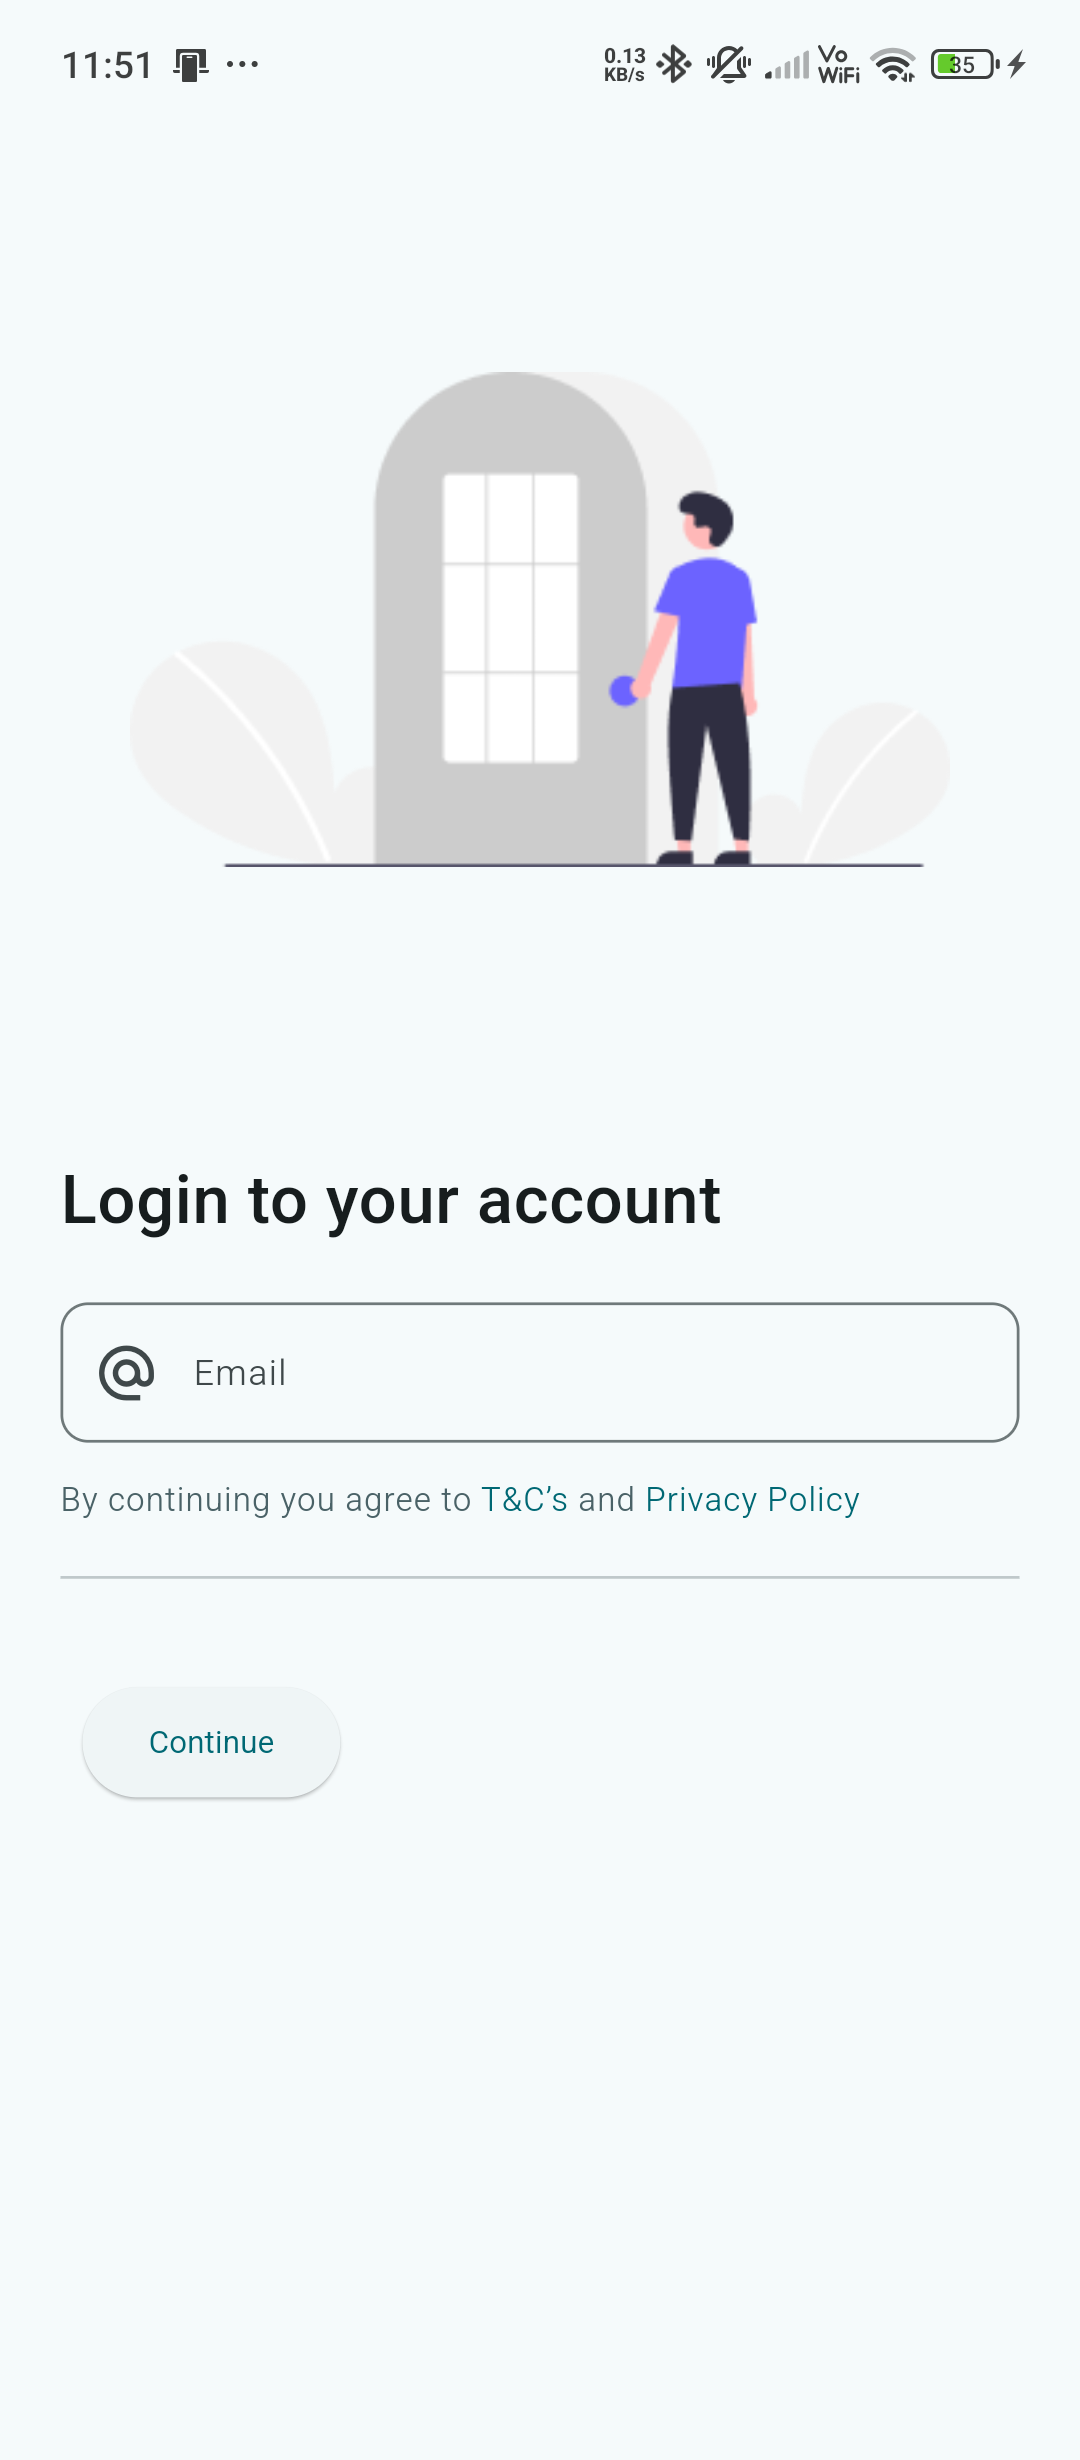 11:51 ... 0.13 KB/s Vo WiFi 35
Login to your account
Email
By continuing you agree to T&C’s and Privacy Policy
Continue